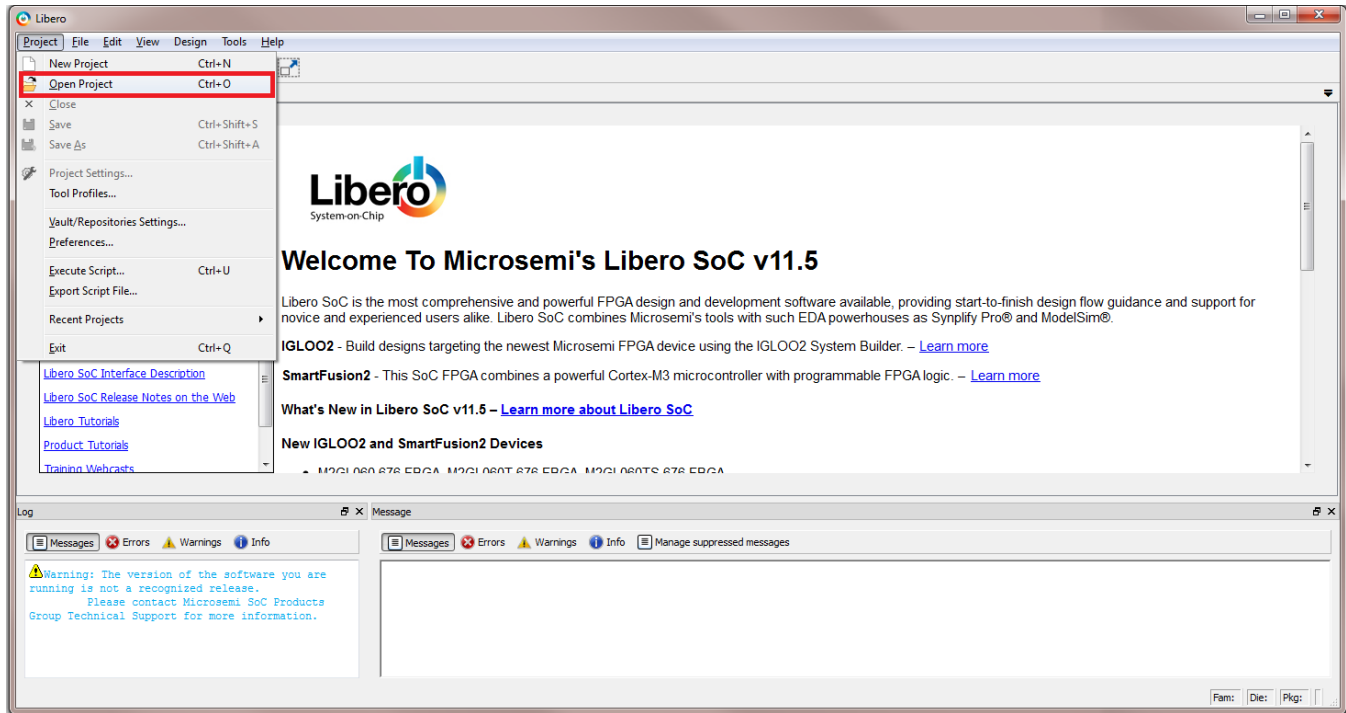 Libero
Project File Edit View Design Tools Help
New Project Ctrl+N
Open Project Ctrl+O
Close
Save Ctrl+Shift+S
Save As Ctrl+Shift+A
Project Settings...
Tool Profiles...
Vault/Repositories Settings...
Preferences...
Execute Script... Ctrl+U
Export Script File...
Recent Projects
Exit Ctrl+Q
Libero SoC Interface Description
Libero SoC Release Notes on the Web
Libero Tutorials
Product Tutorials
Training Webcasts
Libero
System-on-Chip
Welcome To Microsemi's Libero SoC v11.5
Libero SoC is the most comprehensive and powerful FPGA design and development software available, providing start-to-finish design flow guidance and support for
novice and experienced users alike. Libero SoC combines Microsemi's tools with such EDA powerhouses as Synplify Pro® and ModelSim®.
IGLOO2 - Build designs targeting the newest Microsemi FPGA device using the IGLOO2 System Builder. – Learn more
SmartFusion2 - This SoC FPGA combines a powerful Cortex-M3 microcontroller with programmable FPGA logic. – Learn more
What's New in Libero SoC v11.5 – Learn more about Libero SoC
New IGLOO2 and SmartFusion2 Devices
• M2GL060 676 FBGA, M2GL060T 676 FBGA, M2GL060TS 676 FBGA
Log
Messages Errors Warnings Info
Warning: The version of the software you are
running is not a recognized release.
Please contact Microsemi SoC Products
Group Technical Support for more information.
Message
Messages Errors Warnings Info Manage suppressed messages
Fam: Die: Pkg: